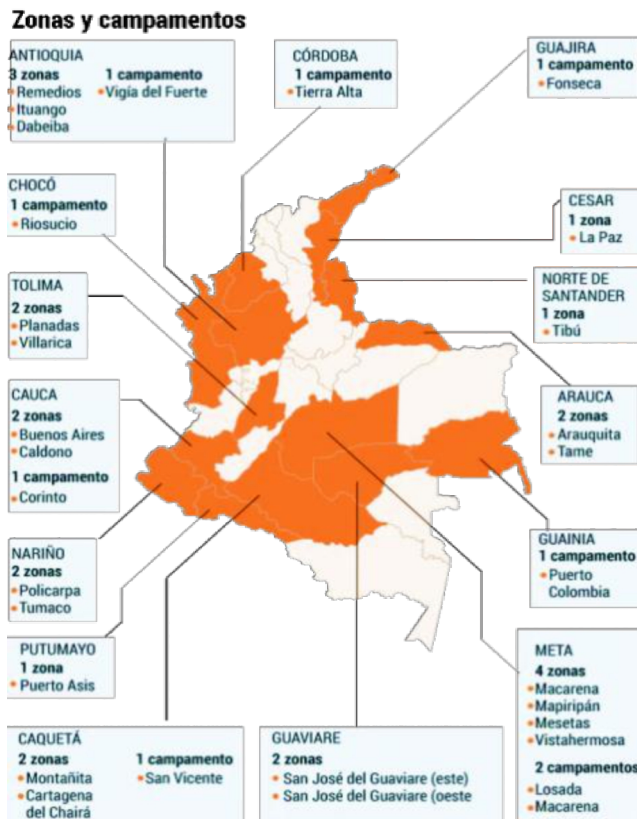 Zonas y campamentos
ANTIOQUIA
3 zonas
• Remedios
• Ituango
• Dabeiba
1 campamento
• Vigía del Fuerte
CÓRDOBA
1 campamento
• Tierra Alta
GUAJIRA
1 campamento
• Fonseca
CHOCÓ
1 campamento
• Riosucio
CESAR
1 zona
• La Paz
TOLIMA
2 zonas
• Planadas
• Villarica
NORTE DE
SANTANDER
1 zona
• Tibú
CAUCA
2 zonas
• Buenos Aires
• Caldono
1 campamento
• Corinto
ARAUCA
2 zonas
• Arauquita
• Tame
NARIÑO
2 zonas
• Policarpa
• Tumaco
GUAINIA
1 campamento
• Puerto
Colombia
PUTUMAYO
1 zona
• Puerto Asis
META
4 zonas
• Macarena
• Mapiripán
• Mesetas
• Vistahermosa
2 campamentos
• Losada
• Macarena
CAQUETÁ
2 zonas
• Montañita
• Cartagena
del Chairá
1 campamento
• San Vicente
GUAVIARE
2 zonas
• San José del Guaviare (este)
• San José del Guaviare (oeste